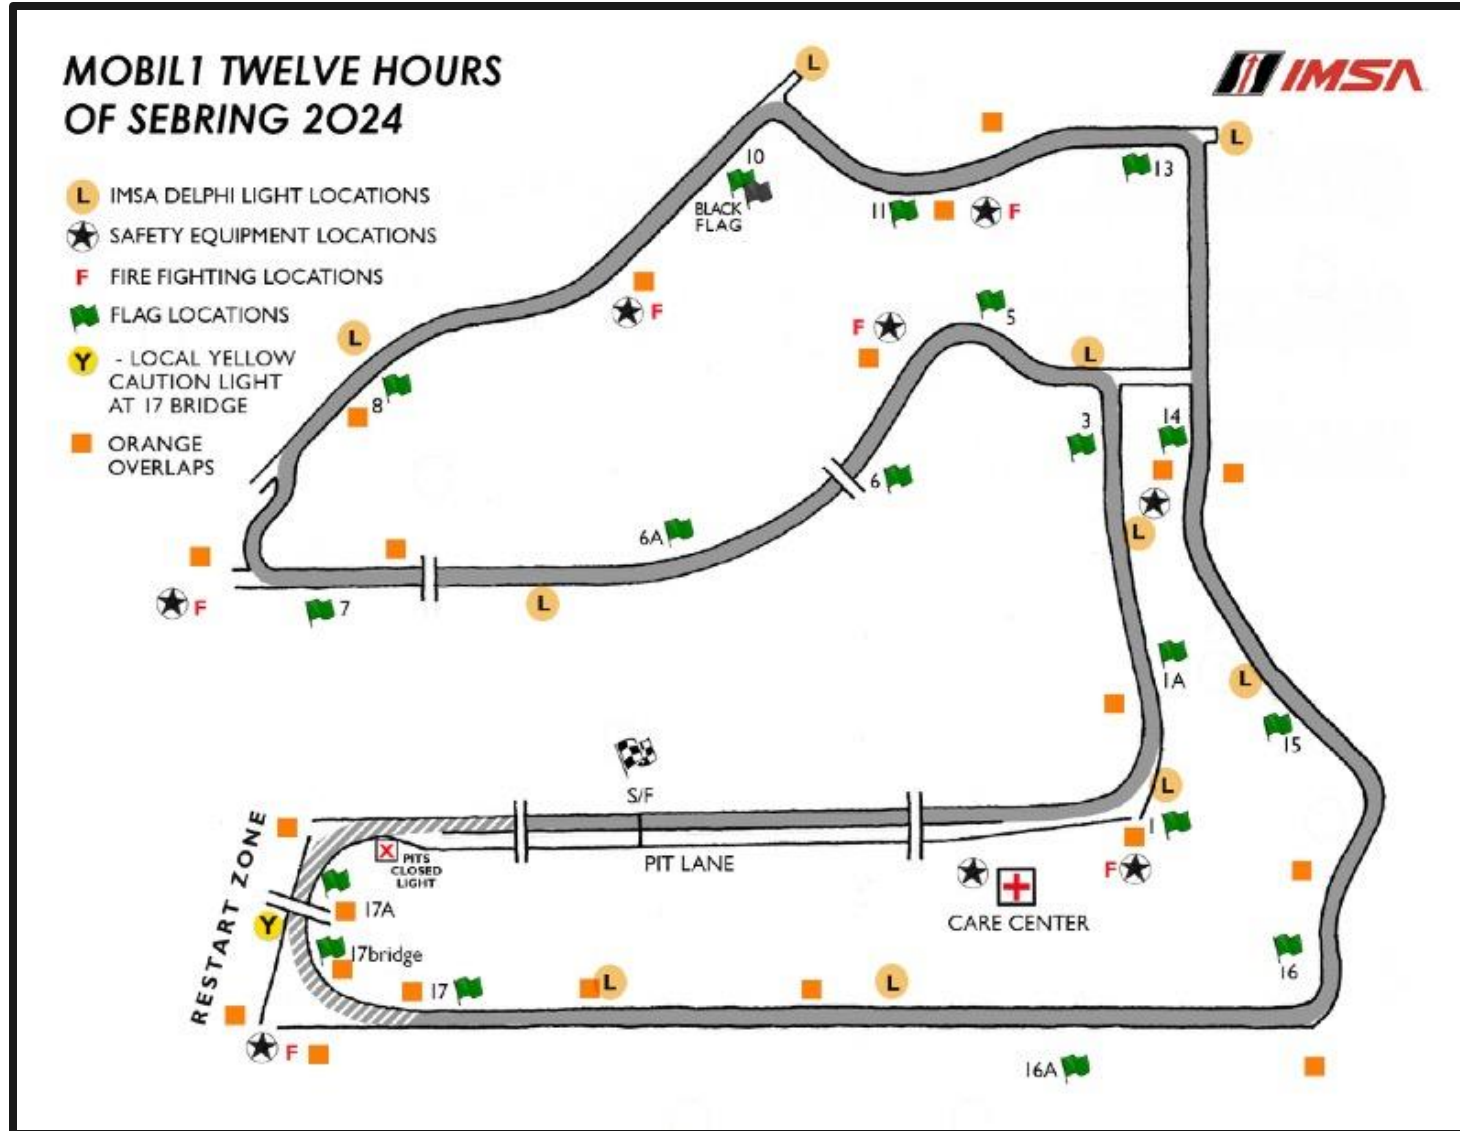 MOBIL1 TWELVE HOURS
OF SEBRING 2024
IMSA
L IMSA DELPHI LIGHT LOCATIONS
SAFETY EQUIPMENT LOCATIONS
F FIRE FIGHTING LOCATIONS
FLAG LOCATIONS
Y - LOCAL YELLOW
CAUTION LIGHT
AT 17 BRIDGE
ORANGE
OVERLAPS
L
L
10
BLACK
FLAG
13
11
F
F
5
F
L
L
8
3
14
6
6A
L
F
7
L
1A
L
15
S/F
L
1
PIT LANE
X
PITS
CLOSED
LIGHT
F
CARE CENTER
RESTART ZONE
17A
Y
17bridge
17
L
L
16
F
16A